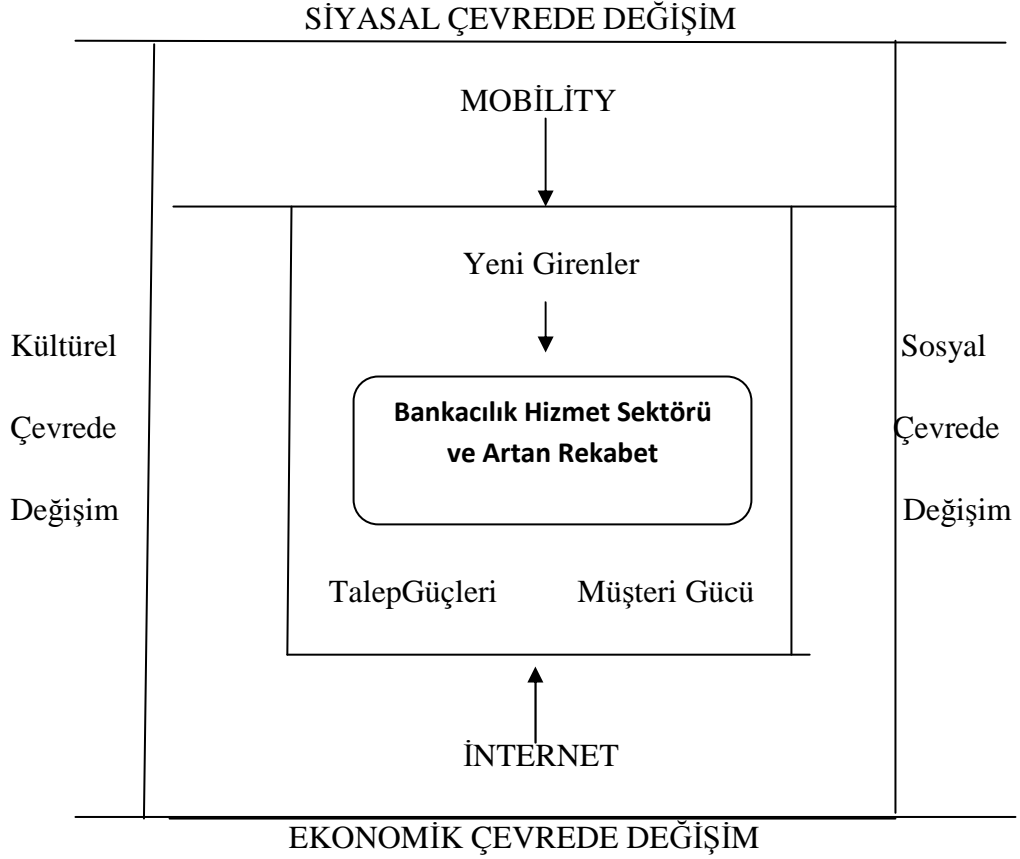 SİYASAL ÇEVREDE DEĞİŞİM
MOBİLİTY
Yeni Girenler
Kültürel
Çevrede
Değişim
Bankacılık Hizmet Sektörü
ve Artan Rekabet
Sosyal
Çevrede
Değişim
TalepGüçleri
Müşteri Gücü
İNTERNET
EKONOMİK ÇEVREDE DEĞİŞİM